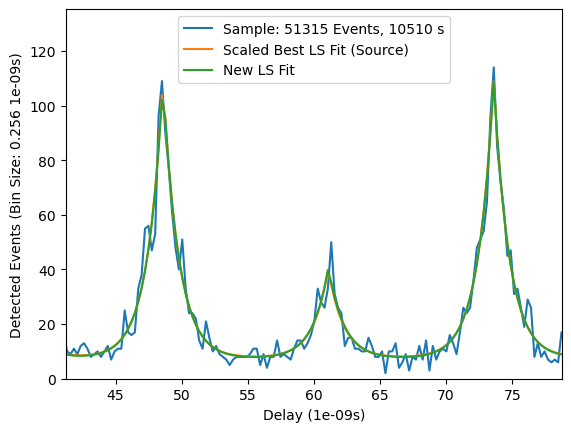 Sample: 51315 Events, 10510 s
Scaled Best LS Fit (Source)
New LS Fit
Detected Events (Bin Size: 0.256 1e-09s)
120
100
80
60
40
20
0
45 50 55 60 65 70 75
Delay (1e-09s)